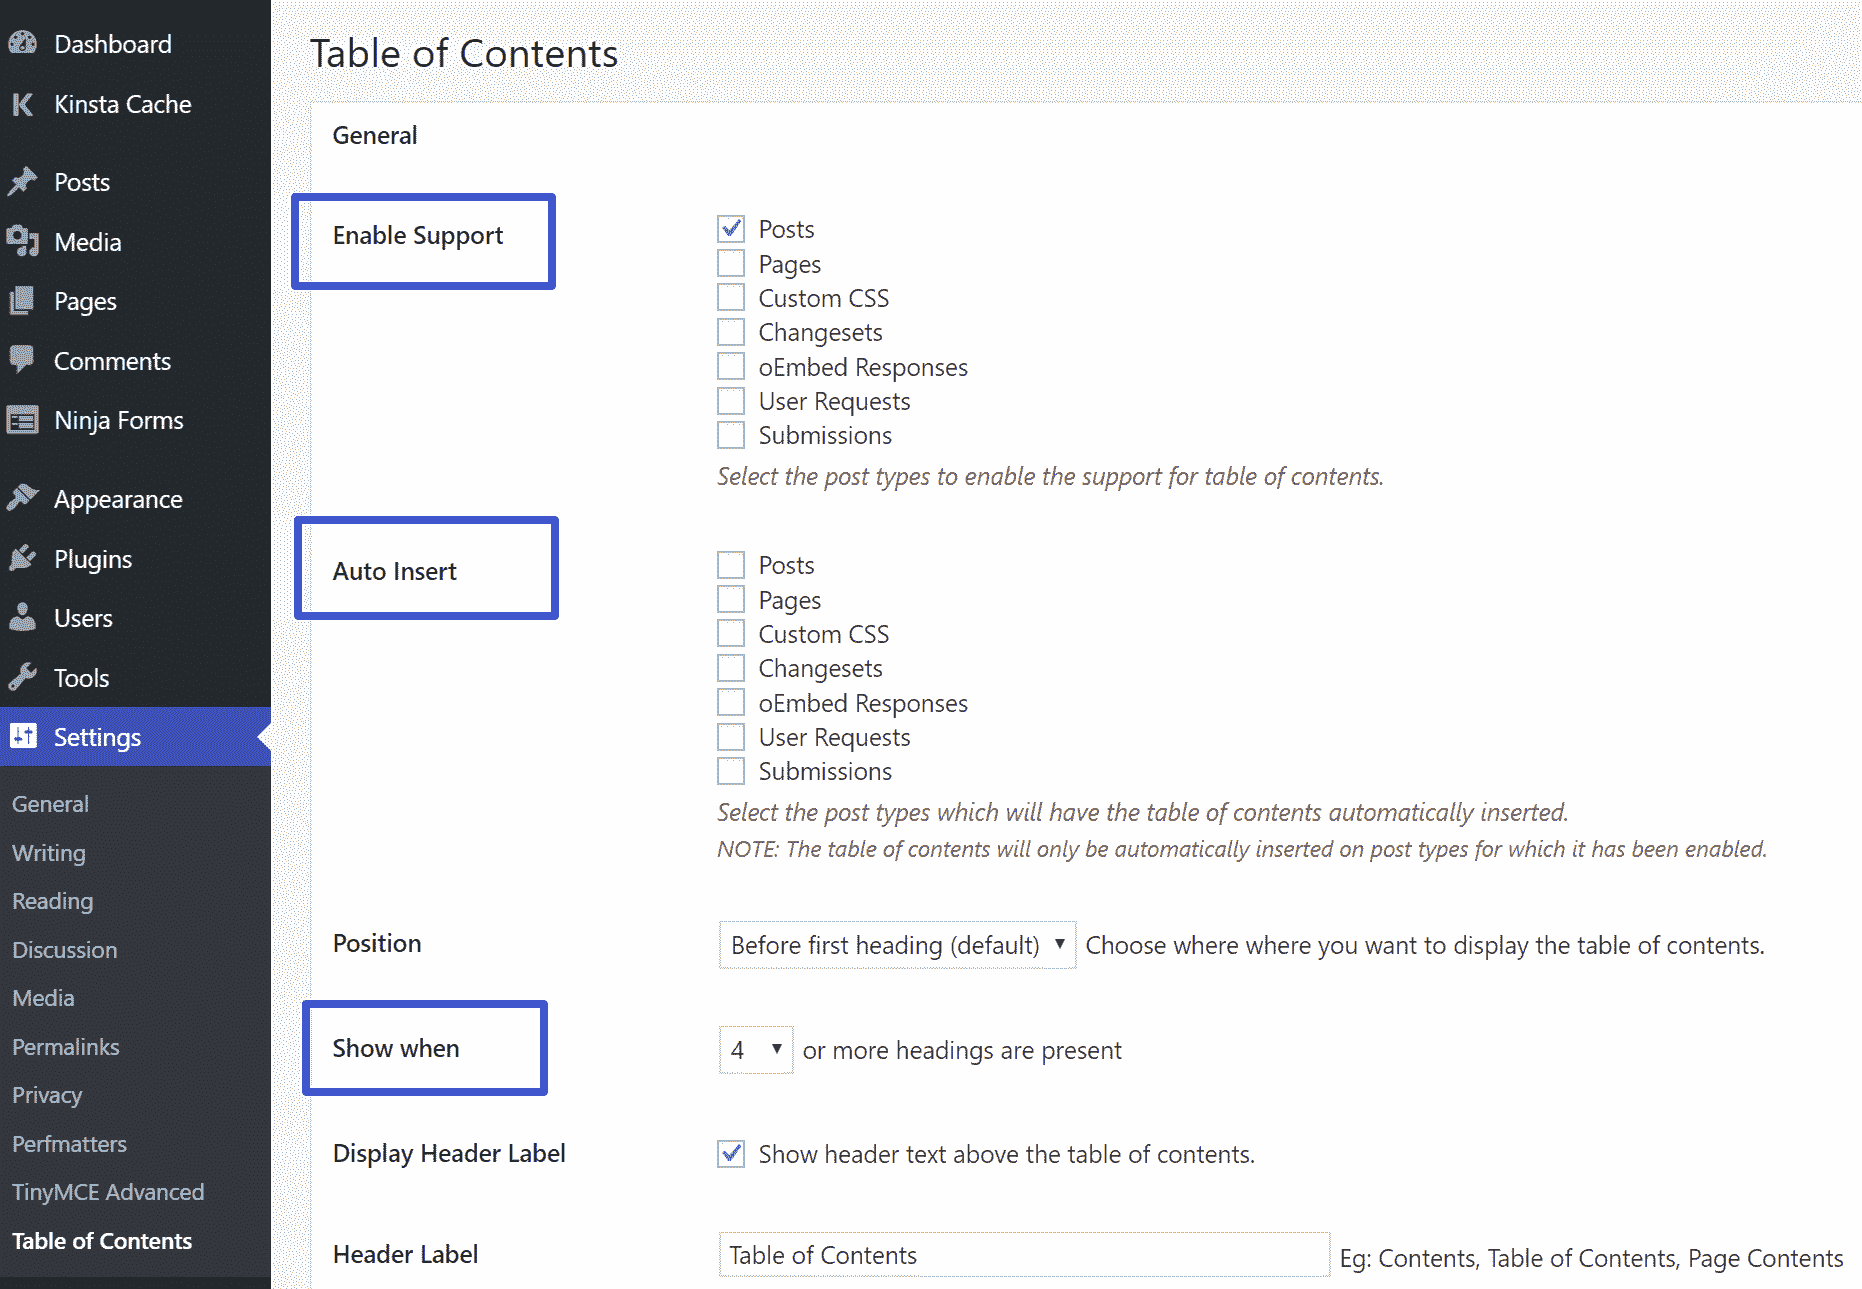 Dashboard
Kinsta Cache
Posts
Media
Pages
Comments
Ninja Forms
Appearance
Plugins
Users
Tools
Settings
General
Writing
Reading
Discussion
Media
Permalinks
Privacy
Perfmatters
TinyMCE Advanced
Table of Contents
Table of Contents
General
Enable Support
Posts
Pages
Custom CSS
Changesets
oEmbed Responses
User Requests
Submissions
Select the post types to enable the support for table of contents.
Auto Insert
Posts
Pages
Custom CSS
Changesets
oEmbed Responses
User Requests
Submissions
Select the post types which will have the table of contents automatically inserted.
NOTE: The table of contents will only be automatically inserted on post types for which it has been enabled.
Position
Before first heading (default) Choose where where you want to display the table of contents.
Show when
4 or more headings are present
Display Header Label
Show header text above the table of contents.
Header Label
Table of Contents
Eg: Contents, Table of Contents, Page Contents